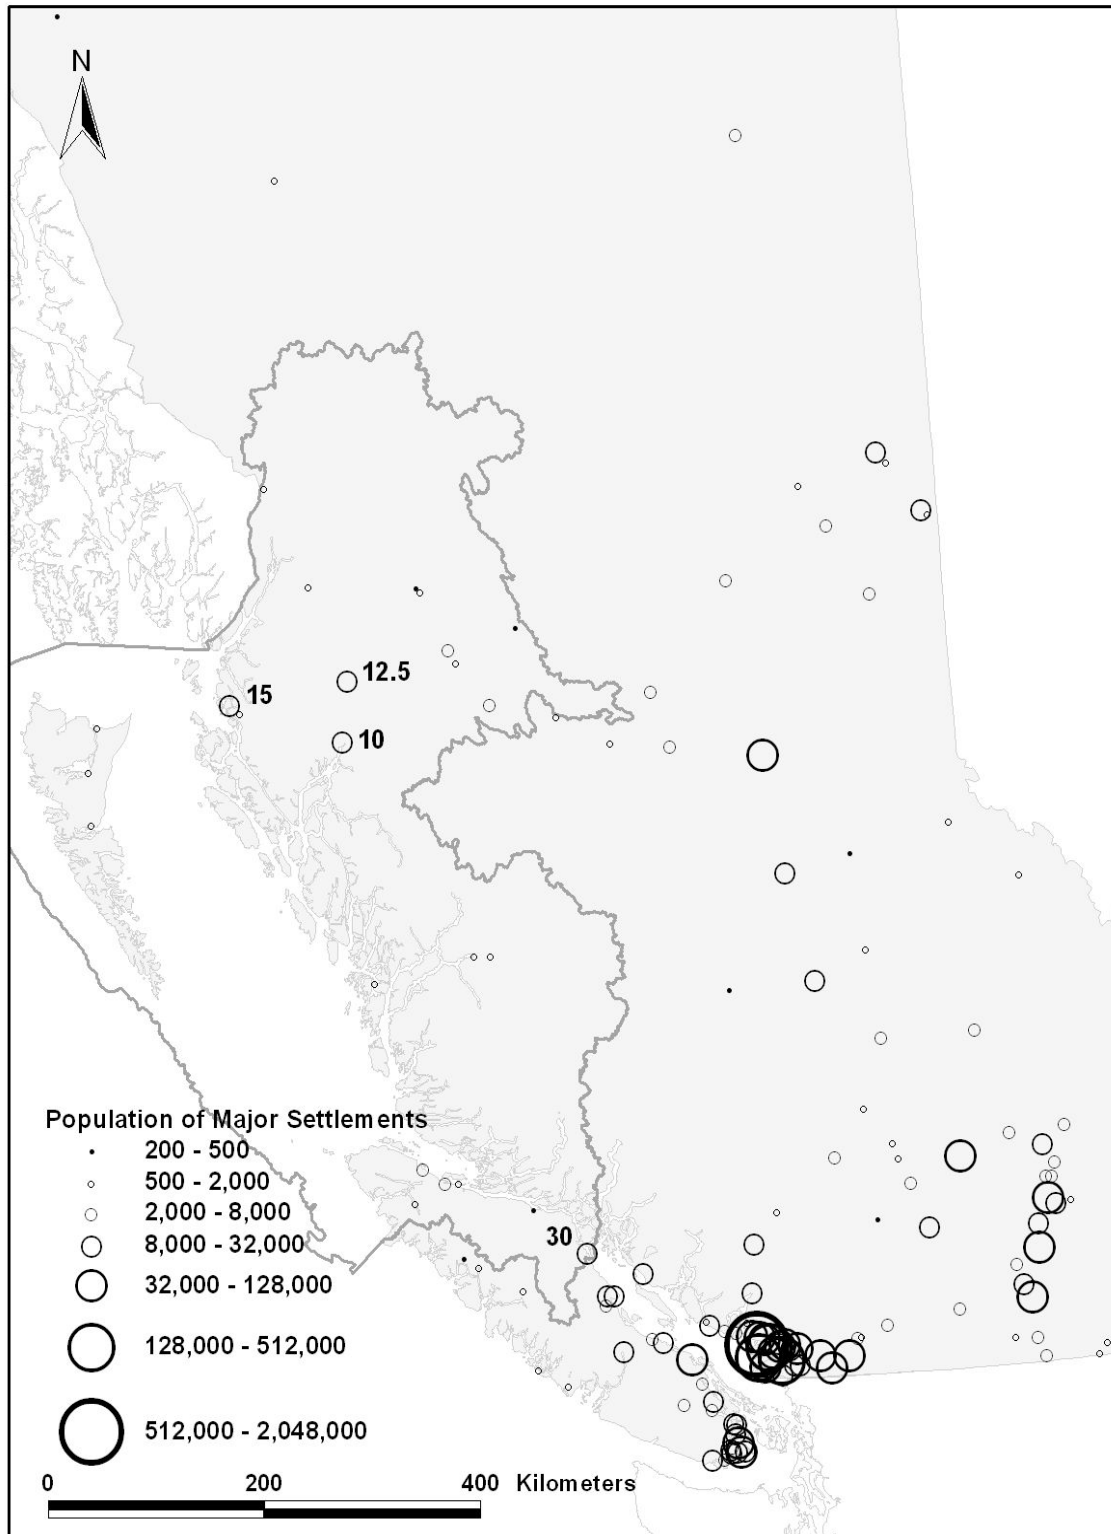 N
12.5
15
10
Population of Major Settlements
200 - 500
500 - 2,000
2,000 - 8,000
8,000 - 32,000
30
32,000 - 128,000
128,000 - 512,000
512,000 - 2,048,000
0 200 400 Kilometers